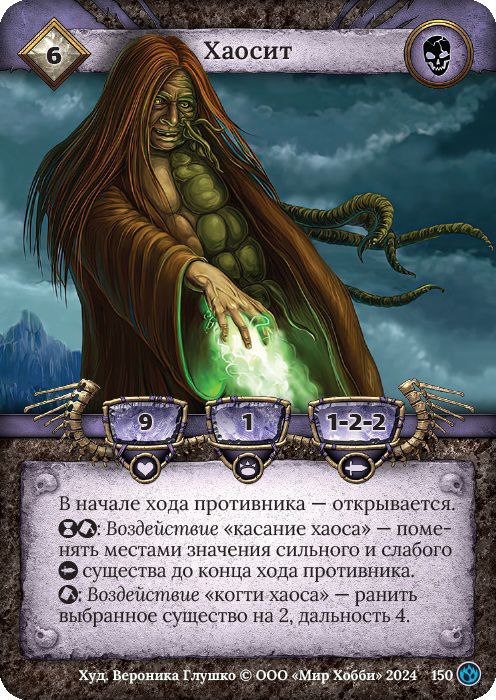 6
Хаосит
9
1
1-2-2
В начале хода противника — открывается.
: Воздействие «касание хаоса» — поме-
нять местами значения сильного и слабого
существа до конца хода противника.
: Воздействие «когти хаоса» — ранить
выбранное существо на 2, дальность 4.
Худ. Вероника Глушко © ООО «Мир Хобби» 2024 150